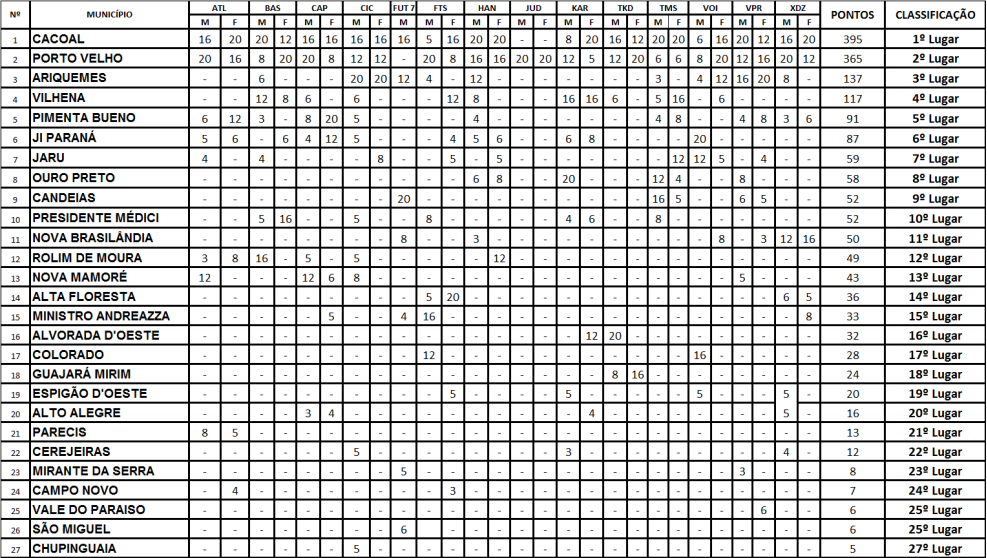 Nº MUNICÍPIO ATL BAS CAP CIC FUT 7 FTS HAN JUD KAR TKD TMS VOI VPR XDZ PONTOS CLASSIFICAÇÃO
M F M F M F M F M M F M F M F M F M F M F M F M F M F
1 CACOAL 16 20 20 12 16 16 16 16 16 5 16 20 20 - - 8 20 16 12 20 20 6 16 20 12 16 20 395 1º Lugar
2 PORTO VELHO 20 16 8 20 20 8 12 12 - 20 8 16 16 20 20 12 5 12 20 6 6 8 20 12 16 20 12 365 2º Lugar
3 ARIQUEMES - - 6 - - - 20 20 12 4 - 12 - - - - - - - 3 - 4 12 16 20 8 - 137 3º Lugar
4 VILHENA - - 12 8 6 - 6 - - - 12 8 - - - 16 16 6 - 5 16 - 6 - - - - 117 4º Lugar
5 PIMENTA BUENO 6 12 3 - 8 20 5 - - - - 4 - - - - - - - 4 8 - - 4 8 3 6 91 5º Lugar
6 JI PARANÁ 5 6 - 6 4 12 5 - - - 4 5 6 - - 6 8 - - - - 20 - - - - - 87 6º Lugar
7 JARU 4 - 4 - - - - 8 - - 5 - 5 - - - - - - - 12 12 5 - 4 - - 59 7º Lugar
8 OURO PRETO - - - - - - - - - - - 6 8 - - 20 - - - 12 4 - - 8 - - - 58 8º Lugar
9 CANDEIAS - - - - - - - - 20 - - - - - - - - - - 16 5 - - 6 5 - - 52 9º Lugar
10 PRESIDENTE MÉDICI - - 5 16 - - 5 - - 8 - - - - - 4 6 - - 8 - - - - - - - 52 10º Lugar
11 NOVA BRASILÂNDIA - - - - - - - - 8 - - 3 - - - - - - - - - - 8 - 3 12 16 50 11º Lugar
12 ROLIM DE MOURA 3 8 16 - 5 - 5 - - - - - 12 - - - - - - - - - - - - - - 49 12º Lugar
13 NOVA MAMORÉ 12 - - - 12 6 8 - - - - - - - - - - - - - - - - 5 - - - 43 13º Lugar
14 ALTA FLORESTA - - - - - - - - - 5 20 - - - - - - - - - - - - - - 6 5 36 14º Lugar
15 MINISTRO ANDREAZZA - - - - - 5 - - 4 16 - - - - - - - - - - - - - - - - 8 33 15º Lugar
16 ALVORADA D'OESTE - - - - - - - - - - - - - - - - 12 20 - - - - - - - - - 32 16º Lugar
17 COLORADO - - - - - - - - - 12 - - - - - - - - - - - 16 - - - - - 28 17º Lugar
18 GUAJARÁ MIRIM - - - - - - - - - - - - - - - - - 8 16 - - - - - - - - 24 18º Lugar
19 ESPIGÃO D'OESTE - - - - - - - - - - 5 - - - - 5 - - - - - 5 - - - 5 - 20 19º Lugar
20 ALTO ALEGRE - - - - 3 4 - - - - - - - - - - 4 - - - - - - - - 5 - 16 20º Lugar
21 PARECIS 8 5 - - - - - - - - - - - - - - - - - - - - - - - - - 13 21º Lugar
22 CEREJEIRAS - - - - - - 5 - - - - - - - - 3 - - - - - - - - - 4 - 12 22º Lugar
23 MIRANTE DA SERRA - - - - - - - - 5 - - - - - - - - - - - - - - 3 - - - 8 23º Lugar
24 CAMPO NOVO - 4 - - - - - - - - 3 - - - - - - - - - - - - - - - - 7 24º Lugar
25 VALE DO PARAISO - - - - - - - - - - - - - - - - - - - - - - - - 6 - - 6 25º Lugar
26 SÃO MIGUEL - - - - - - - - 6 - - - - - - - - - - - - - - - - - - 6 25º Lugar
27 CHUPINGUAIA - - - - - - 5 - - - - - - - - - - - - - - - - - - - - 5 27º Lugar